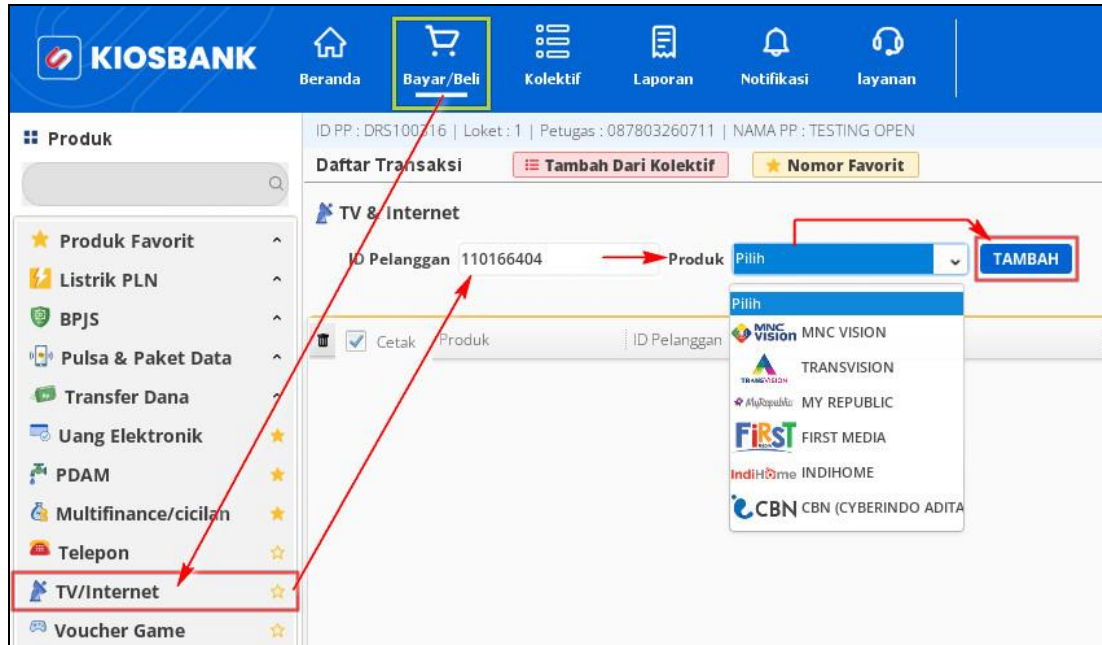 KIOSBANK
Beranda
Bayar/Beli
Kolektif
Laporan
Notifikasi
layanan
Produk
ID PP : DRS100316 | Loket : 1 | Petugas : 087803260711 | NAMA PP : TESTING OPEN
Daftar Transaksi
Tambah Dari Kolektif
Nomor Favorit
TV & Internet
ID Pelanggan 110166404 Produk Pilih TAMBAH
Pilih
Cetak Produk ID Pelanggan
MNC vision MNC VISION
TRANSVISION TRANSVISION
MyRepublic MY REPUBLIC
FiRST MEDIA FIRST MEDIA
IndiHome INDIHOME
CBN CBN (CYBERINDO ADITA
Produk Favorit
Listrik PLN
BPJS
Pulsa & Paket Data
Transfer Dana
Uang Elektronik
PDAM
Multifinance/cicilan
Telepon
TV/Internet
Voucher Game